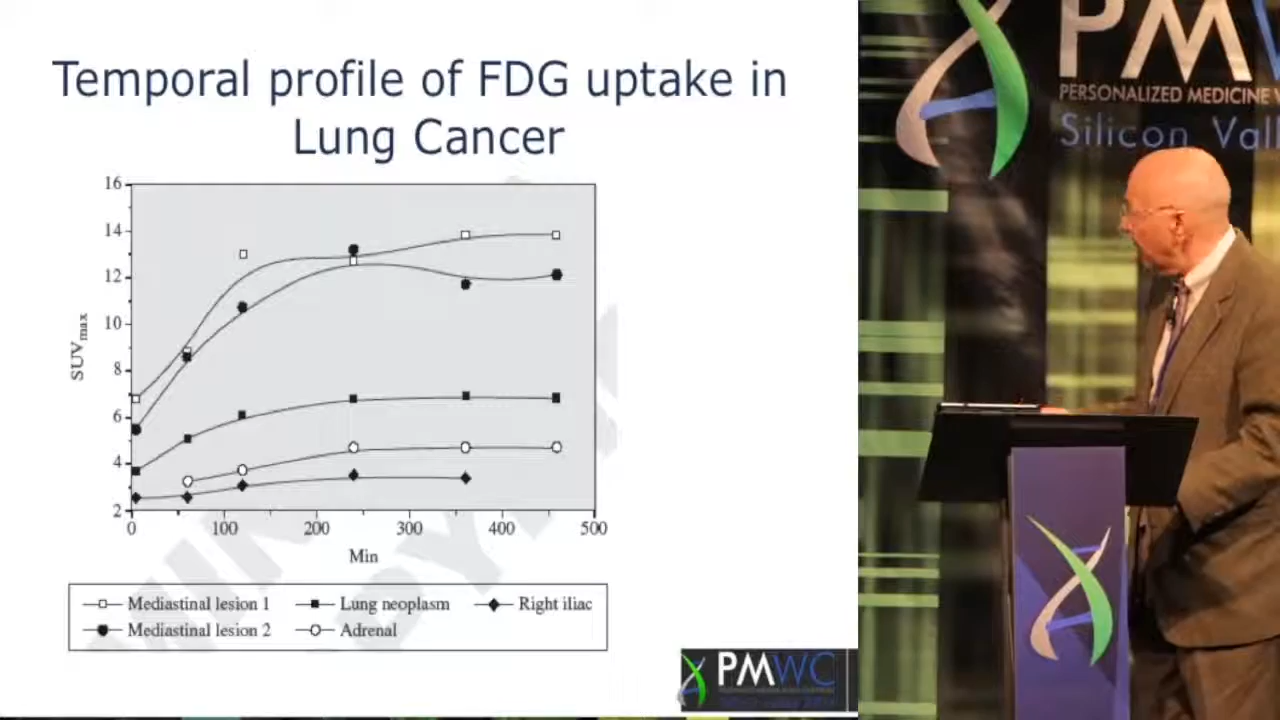 Temporal profile of FDG uptake in
Lung Cancer
16
14
12
10
8
6
4
2
SUVmax
0 100 200 300 400 500
Min
Mediastinal lesion 1 Lung neoplasm Right iliac
Mediastinal lesion 2 Adrenal
PMWC
PMW
PERSONALIZED MEDICINE
Silicon Vall